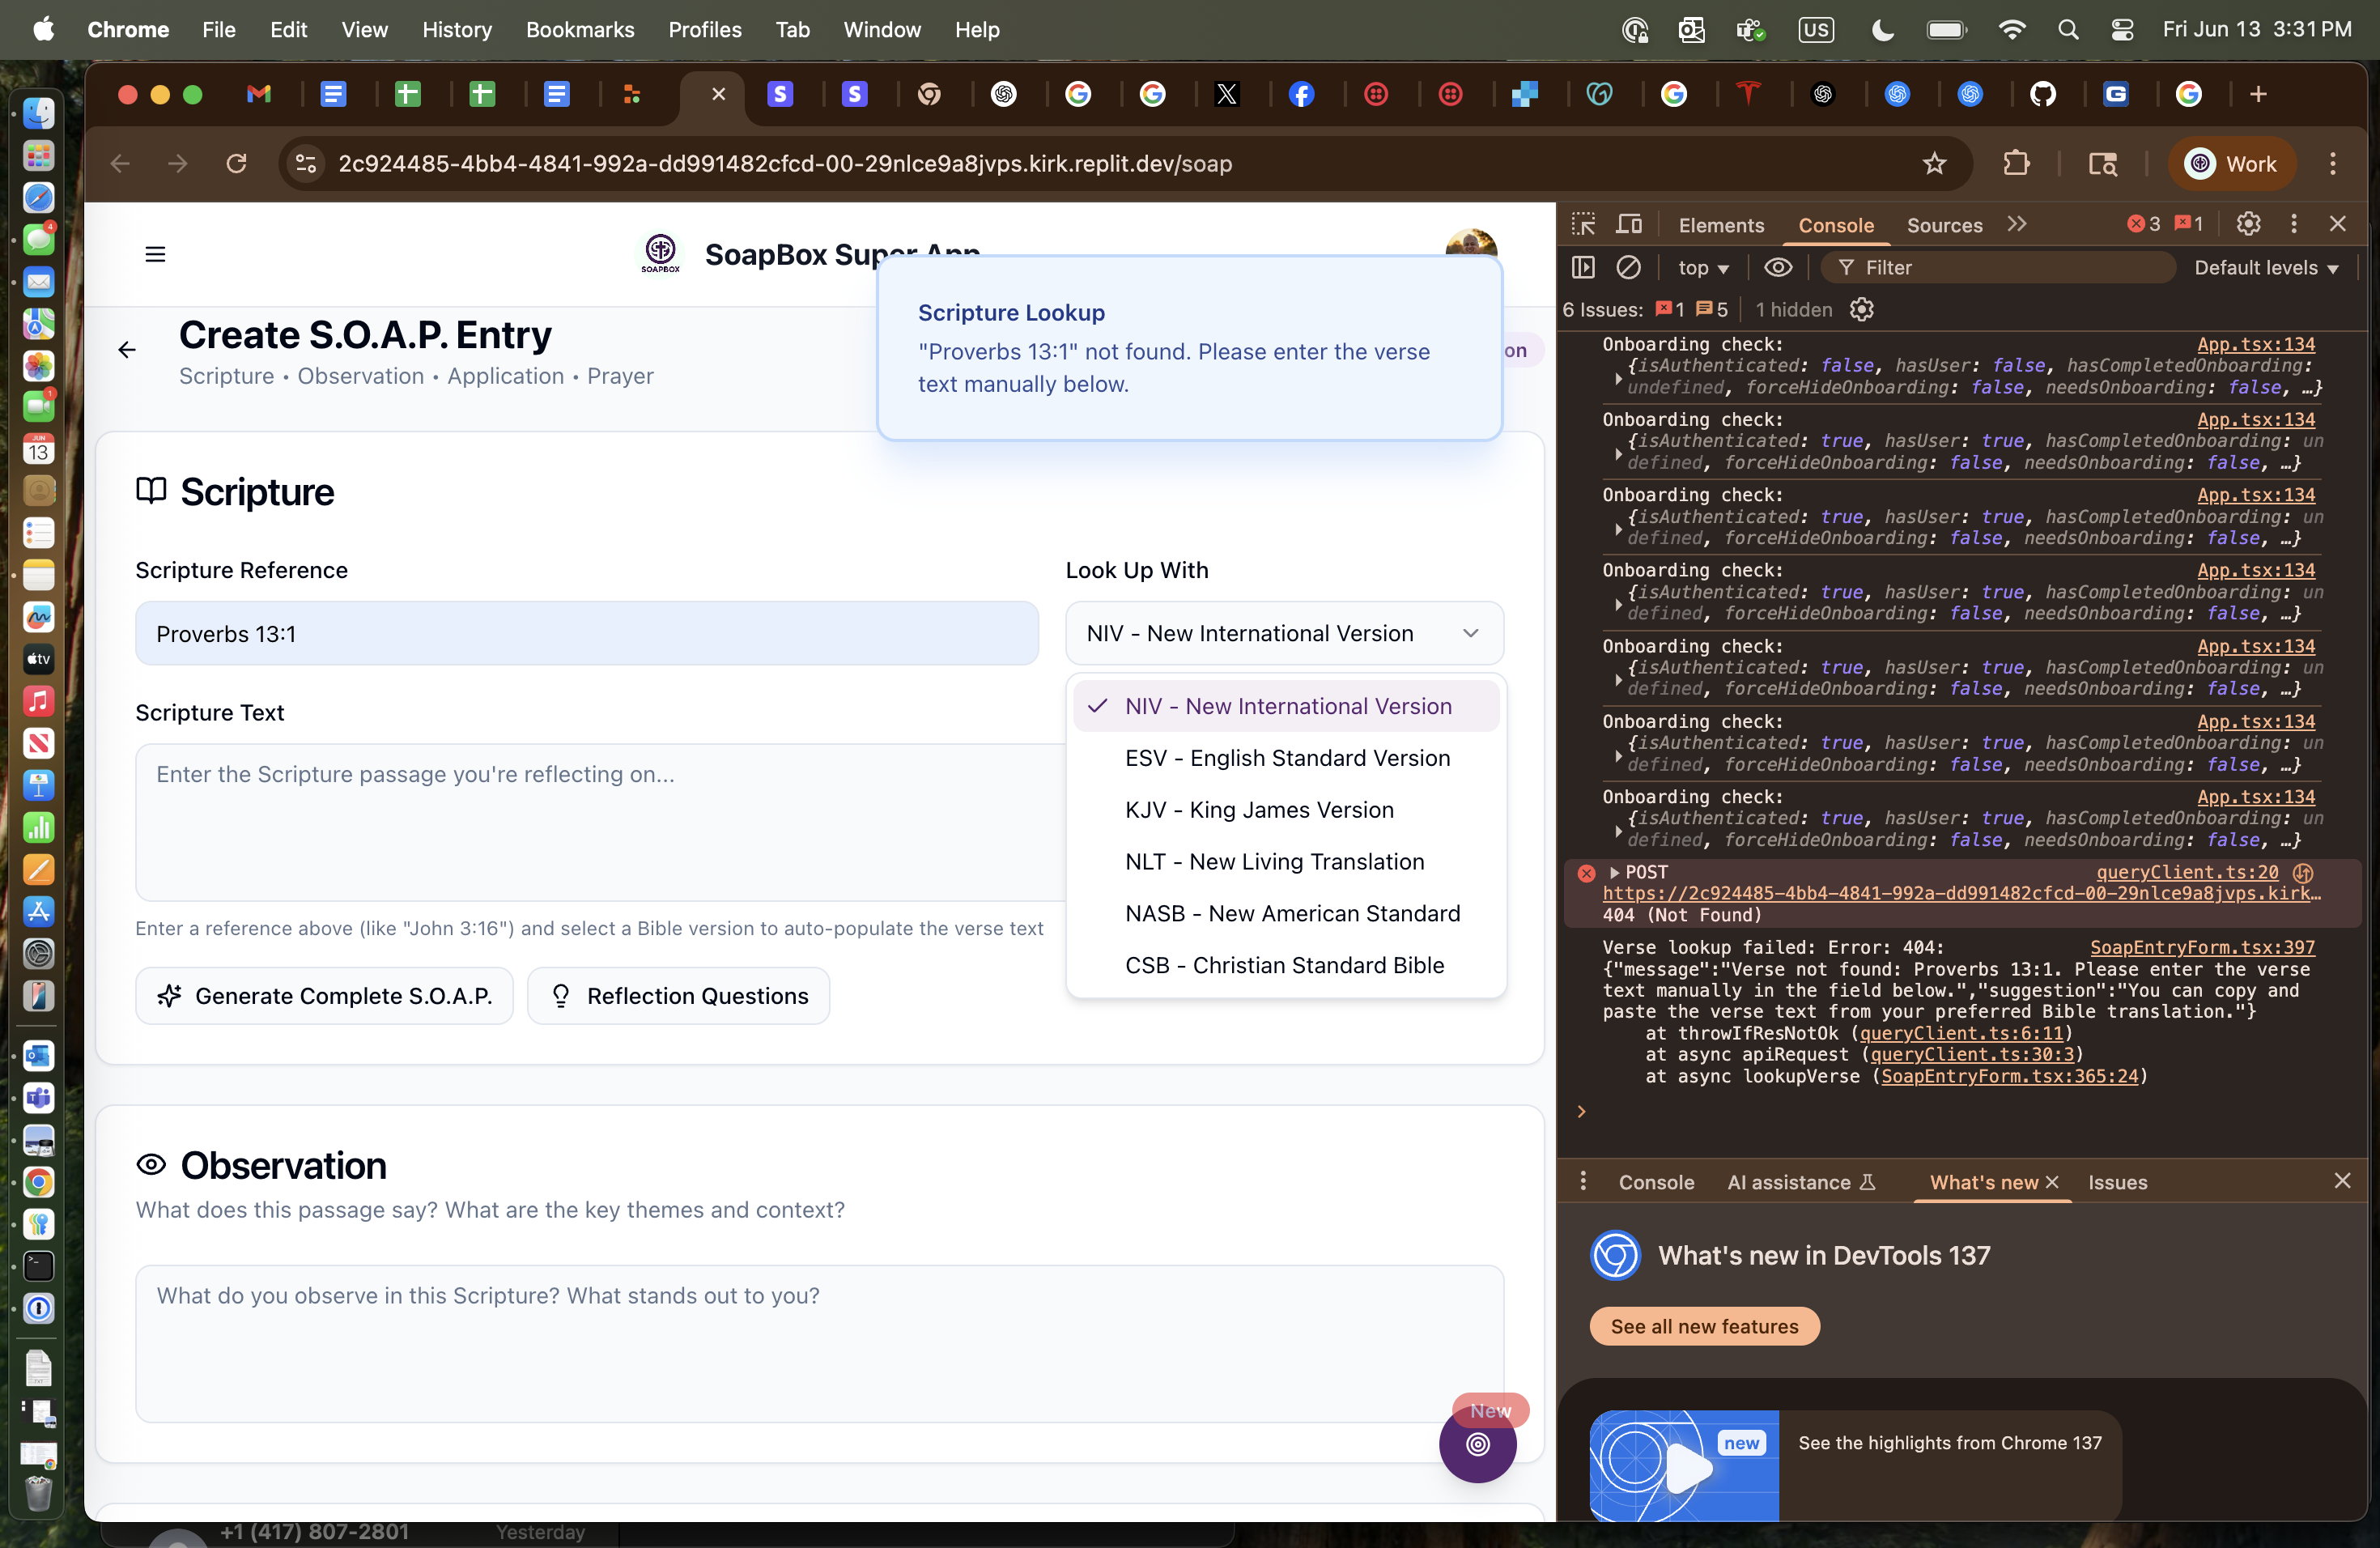 Chrome File Edit View History Bookmarks Profiles Tab Window Help
US
Fri Jun 13 3:31 PM
2c924485-4bb4-4841-992a-dd991482cfcd-00-29nlce9a8jvps.kirk.replit.dev/soap
Work
SOAPBOX
SoapBox Super App
Create S.O.A.P. Entry
Scripture • Observation • Application • Prayer
on
Scripture Lookup
"Proverbs 13:1" not found. Please enter the verse
text manually below.
Scripture
Scripture Reference
Proverbs 13:1
Look Up With
NIV - New International Version
NIV - New International Version
ESV - English Standard Version
KJV - King James Version
NLT - New Living Translation
NASB - New American Standard
CSB - Christian Standard Bible
Scripture Text
Enter the Scripture passage you're reflecting on...
Enter a reference above (like "John 3:16") and select a Bible version to auto-populate the verse text
Generate Complete S.O.A.P.
Reflection Questions
Observation
What does this passage say? What are the key themes and context?
What do you observe in this Scripture? What stands out to you?
New
Elements Console Sources
3 1
top
Filter
Default levels
6 Issues: 1 5 1 hidden
Onboarding check: App.tsx:134
{isAuthenticated: false, hasUser: false, hasCompletedOnboarding:
undefined, forceHideOnboarding: false, needsOnboarding: false, …}
Onboarding check: App.tsx:134
{isAuthenticated: true, hasUser: true, hasCompletedOnboarding: un
defined, forceHideOnboarding: false, needsOnboarding: false, …}
Onboarding check: App.tsx:134
{isAuthenticated: true, hasUser: true, hasCompletedOnboarding: un
defined, forceHideOnboarding: false, needsOnboarding: false, …}
Onboarding check: App.tsx:134
{isAuthenticated: true, hasUser: true, hasCompletedOnboarding: un
defined, forceHideOnboarding: false, needsOnboarding: false, …}
Onboarding check: App.tsx:134
{isAuthenticated: true, hasUser: true, hasCompletedOnboarding: un
defined, forceHideOnboarding: false, needsOnboarding: false, …}
Onboarding check: App.tsx:134
{isAuthenticated: true, hasUser: true, hasCompletedOnboarding: un
defined, forceHideOnboarding: false, needsOnboarding: false, …}
Onboarding check: App.tsx:134
{isAuthenticated: true, hasUser: true, hasCompletedOnboarding: un
defined, forceHideOnboarding: false, needsOnboarding: false, …}
POST queryClient.ts:20
https://2c924485-4bb4-4841-992a-dd991482cfcd-00-29nlce9a8jvps.kirk…
404 (Not Found)
Verse lookup failed: Error: 404: SoapEntryForm.tsx:397
{"message":"Verse not found: Proverbs 13:1. Please enter the verse
text manually in the field below.","suggestion":"You can copy and
paste the verse text from your preferred Bible translation."}
at throwIfResNotOk (queryClient.ts:6:11)
at async apiRequest (queryClient.ts:30:3)
at async lookupVerse (SoapEntryForm.tsx:365:24)
Console AI assistance What's new Issues
What's new in DevTools 137
See all new features
new
See the highlights from Chrome 137
4
1
JUN
13
tv
+1 (417) 807-2801
Yesterday